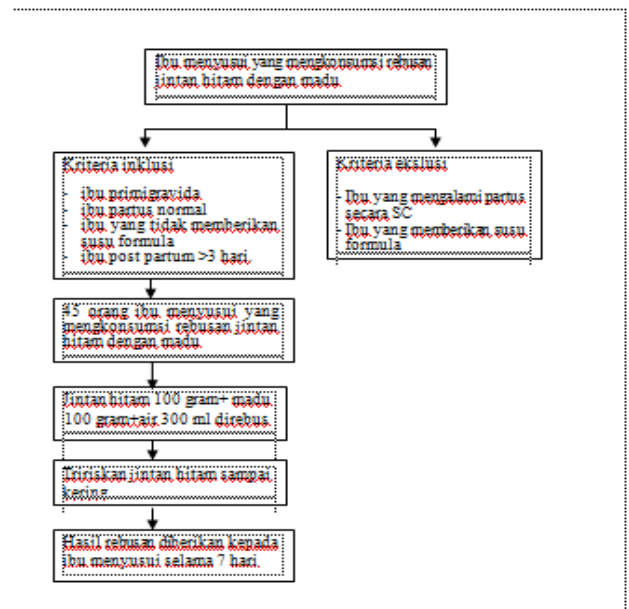 Ibu menyusui yang mengkonsumsi rebusan
jintan hitam dengan madu.
Kriteria inklusi
- ibu primigravida
- ibu partus normal
- ibu yang tidak memberikan
susu formula
- ibu post partum >3 hari.
Kriteria ekslusi
- Ibu yang mengalami partus
secara SC
- Ibu yang memberikan susu
formula
45 orang ibu menyusui yang
mengkonsumsi rebusan jintan
hitam dengan madu.
Jintan hitam 100 gram+ madu
100 gram+air 300 ml direbus.
Tririskan jintan hitam sampai
kering.
Hasil rebusan diberikan kepada
ibu menyusui selama 7 hari.